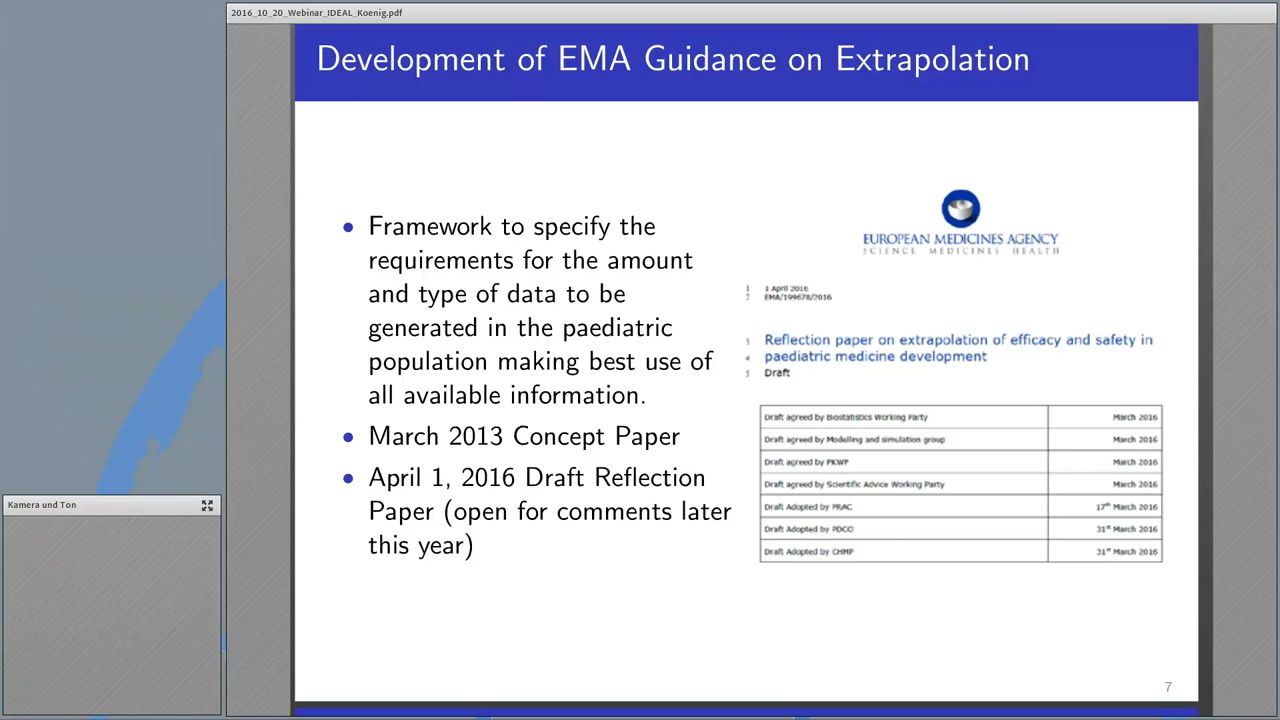 2016_10_20_Webinar_IDEAL_Koenig.pdf
Development of EMA Guidance on Extrapolation
• Framework to specify the
requirements for the amount
and type of data to be
generated in the paediatric
population making best use of
all available information.
• March 2013 Concept Paper
• April 1, 2016 Draft Reflection
Paper (open for comments later
this year)
EUROPEAN MEDICINES AGENCY
SCIENCE MEDICINES HEALTH
1 1 April 2016
2 EMA/199678/2016
3 Reflection paper on extrapolation of efficacy and safety in
4 paediatric medicine development
5 Draft
Draft agreed by Biostatistics Working Party March 2016
Draft agreed by Modelling and simulation group March 2016
Draft agreed by PKWP March 2016
Draft agreed by Scientific Advice Working Party March 2016
Draft Adopted by PRAC 17th March 2016
Draft Adopted by PDCO 31st March 2016
Draft Adopted by CHMP 31st March 2016
Kamera und Ton
7